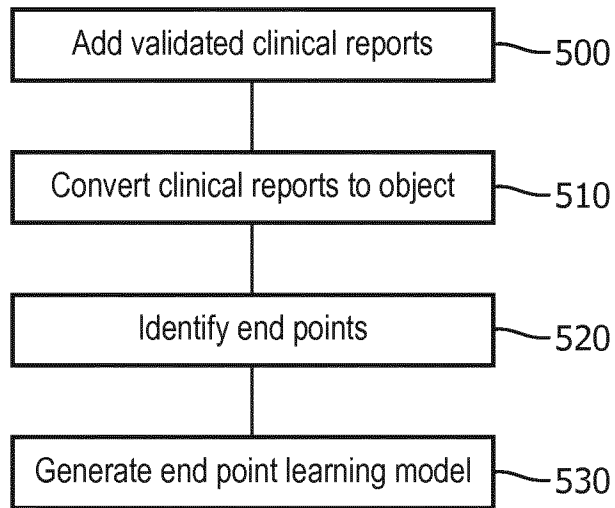 Add validated clinical reports 500
Convert clinical reports to object 510
Identify end points 520
Generate end point learning model 530